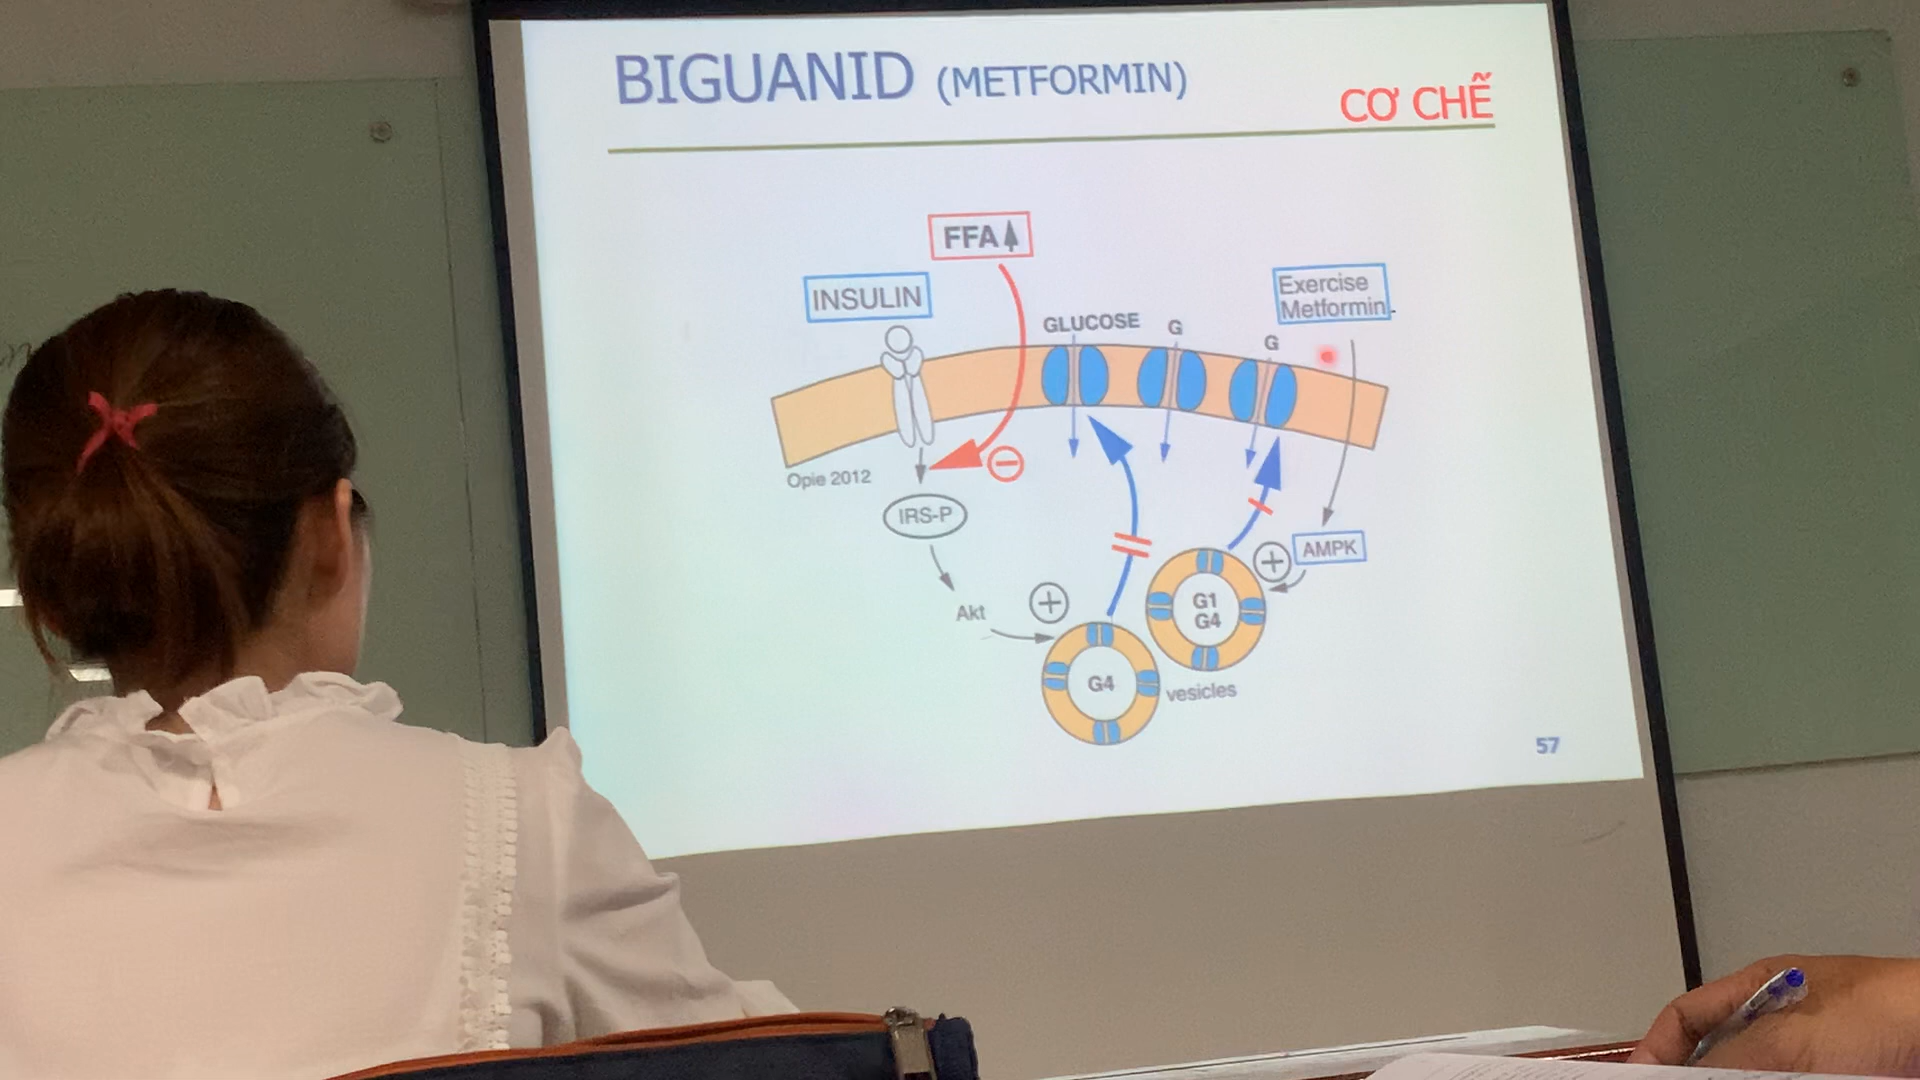 BIGUANID (METFORMIN)
CƠ CHẾ
FFA
INSULIN
GLUCOSE
G
G
Exercise
Metformin
Opie 2012
IRS-P
Akt
AMPK
G1
G4
G4
vesicles
57